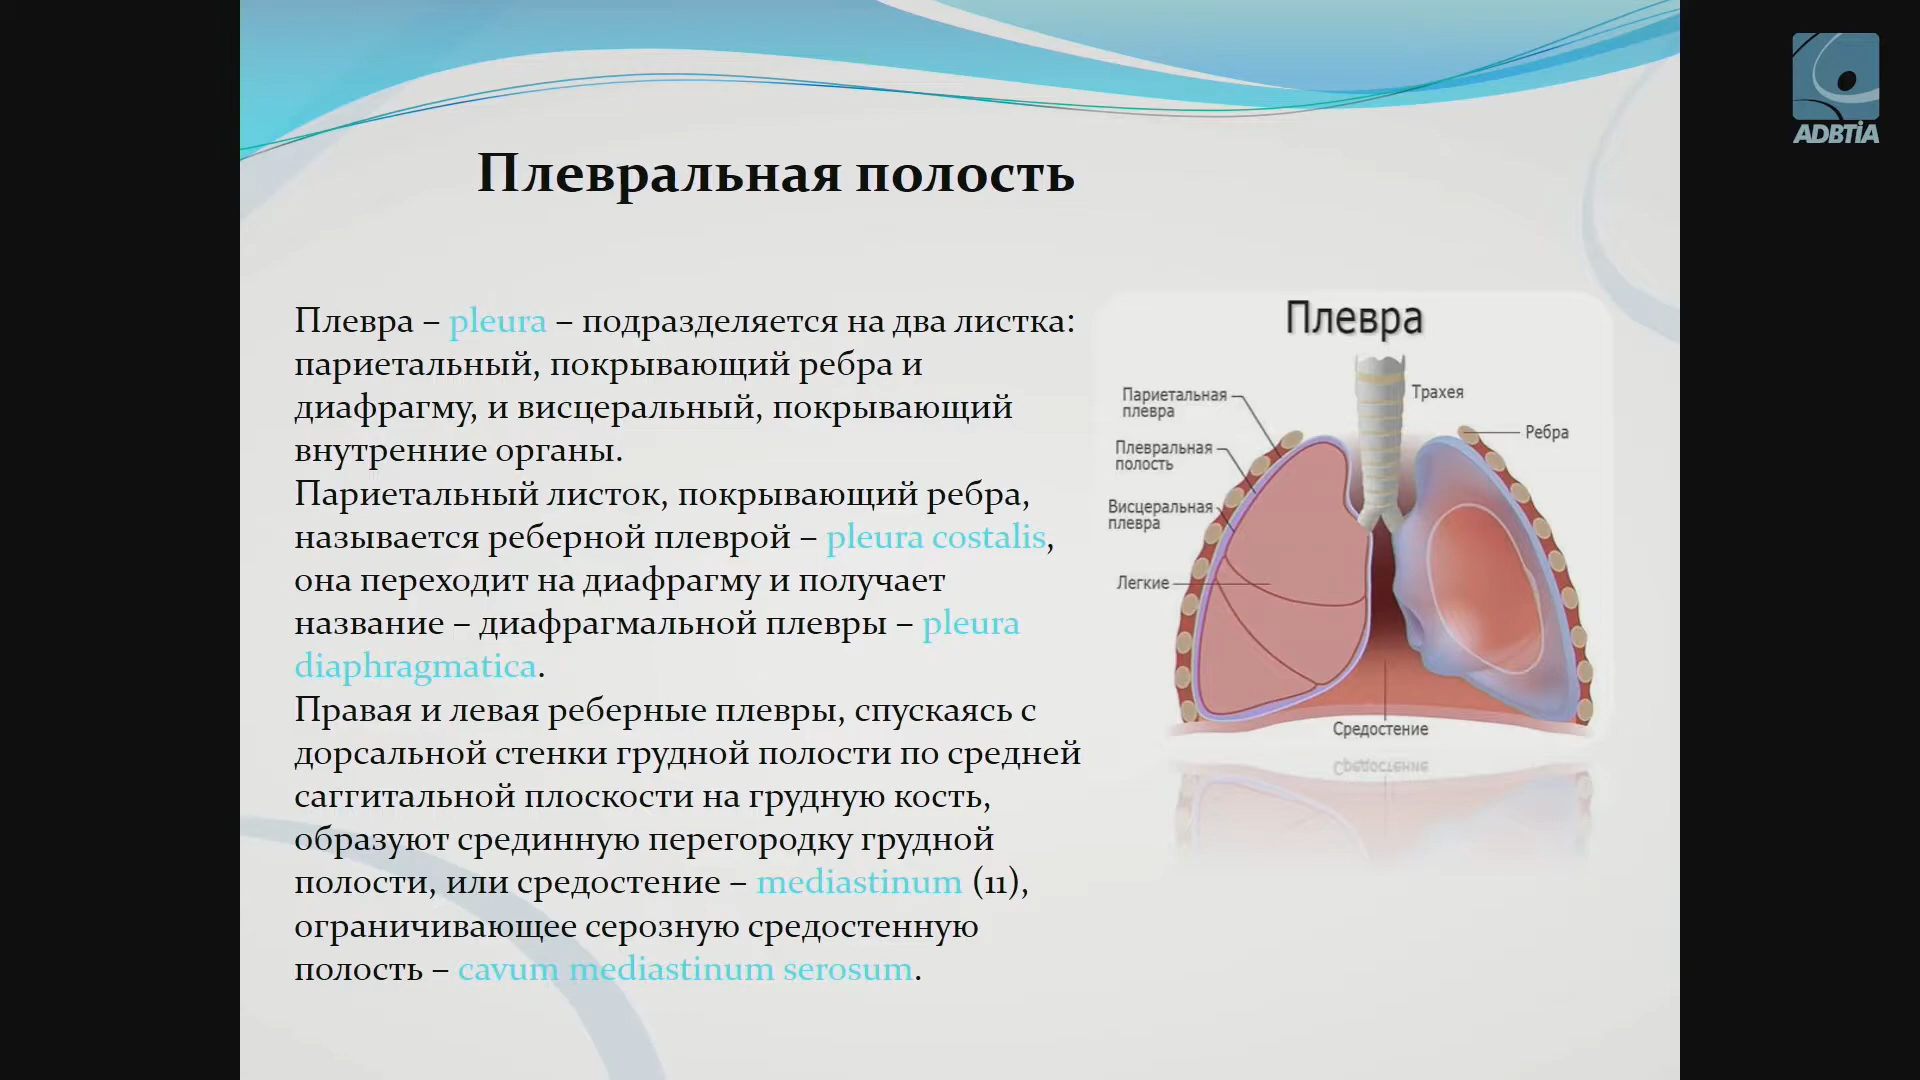 ADBTiA
Плевральная полость
Плевра – pleura – подразделяется на два листка:
париетальный, покрывающий ребра и
диафрагму, и висцеральный, покрывающий
внутренние органы.
Париетальный листок, покрывающий ребра,
называется реберной плеврой – pleura costalis,
она переходит на диафрагму и получает
название – диафрагмальной плевры – pleura
diaphragmatica.
Правая и левая реберные плевры, спускаясь с
дорсальной стенки грудной полости по средней
саггитальной плоскости на грудную кость,
образуют срединную перегородку грудной
полости, или средостение – mediastinum (11),
ограничивающее серозную средостенную
полость – cavum mediastinum serosum.
Плевра
Париетальная
плевра
Трахея
Ребра
Плевральная
полость
Висцеральная
плевра
Легкие
Средостение